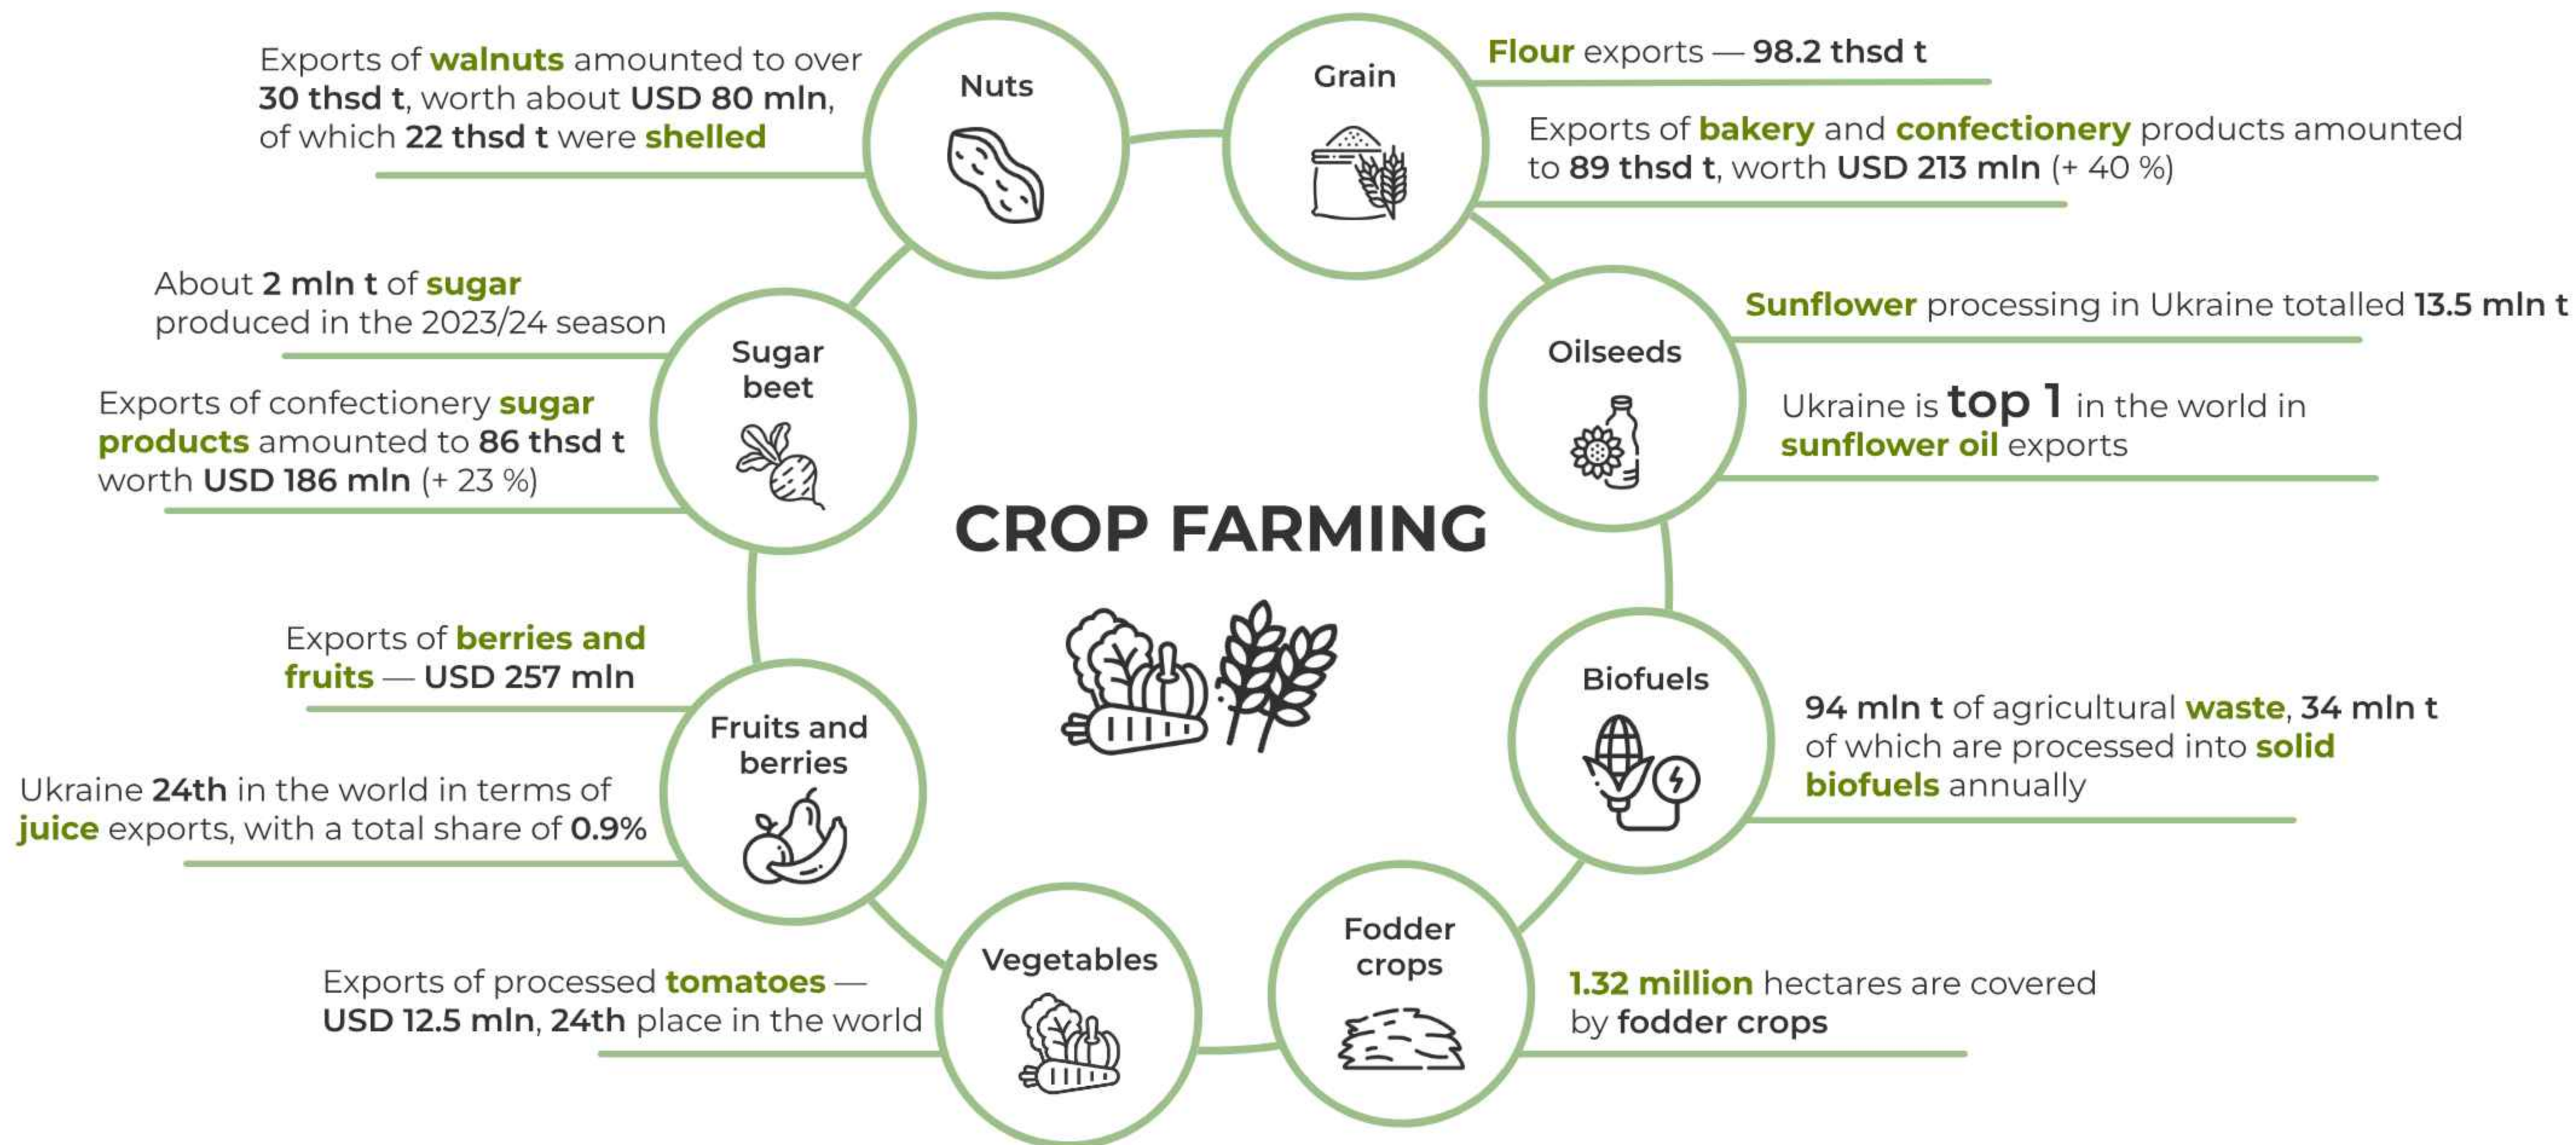 Exports of walnuts amounted to over
30 thsd t, worth about USD 80 mln,
of which 22 thsd t were shelled
Nuts
Grain
Flour exports — 98.2 thsd t
Exports of bakery and confectionery products amounted
to 89 thsd t, worth USD 213 mln (+ 40 %)
About 2 mln t of sugar
produced in the 2023/24 season
Exports of confectionery sugar
products amounted to 86 thsd t
worth USD 186 mln (+ 23 %)
Sugar
beet
Oilseeds
Sunflower processing in Ukraine totalled 13.5 mln t
Ukraine is top 1 in the world in
sunflower oil exports
CROP FARMING
Exports of berries and
fruits — USD 257 mln
Ukraine 24th in the world in terms of
juice exports, with a total share of 0.9%
Fruits and
berries
Biofuels
94 mln t of agricultural waste, 34 mln t
of which are processed into solid
biofuels annually
Exports of processed tomatoes —
USD 12.5 mln, 24th place in the world
Vegetables
Fodder
crops
1.32 million hectares are covered
by fodder crops